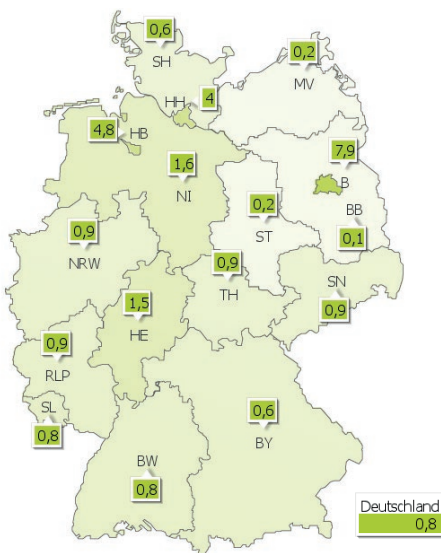 0,6
SH
0,2
MV
HH
4
4,8
HB
7,9
B
BB
0,1
1,6
NI
0,2
ST
0,9
NRW
0,9
TH
SN
0,9
1,5
HE
0,9
RLP
SL
0,8
0,6
BY
BW
0,8
Deutschland
0,8